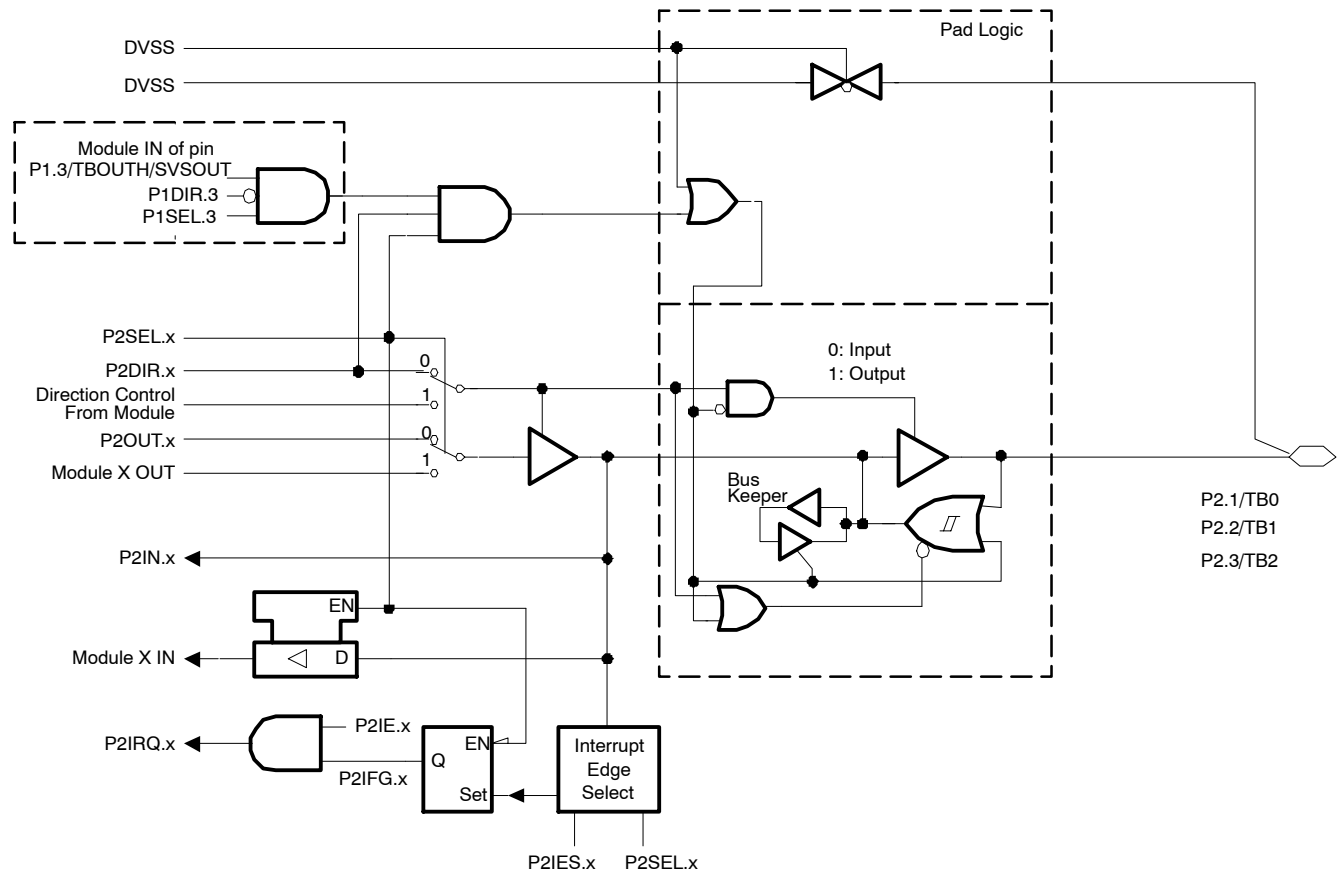 Pad Logic
DVSS
DVSS
Module IN of pin
P1.3/TBOUTH/SVSOUT
P1DIR.3
P1SEL.3
P2SEL.x
P2DIR.x
0
Direction Control
From Module
1
P2OUT.x
0
Module X OUT
1
0: Input
1: Output
Bus
Keeper
P2.1/TB0
P2.2/TB1
P2.3/TB2
P2IN.x
EN
Module X IN
D
P2IRQ.x
P2IE.x
P2IFG.x
EN
Q
Set
Interrupt
Edge
Select
P2IES.x
P2SEL.x